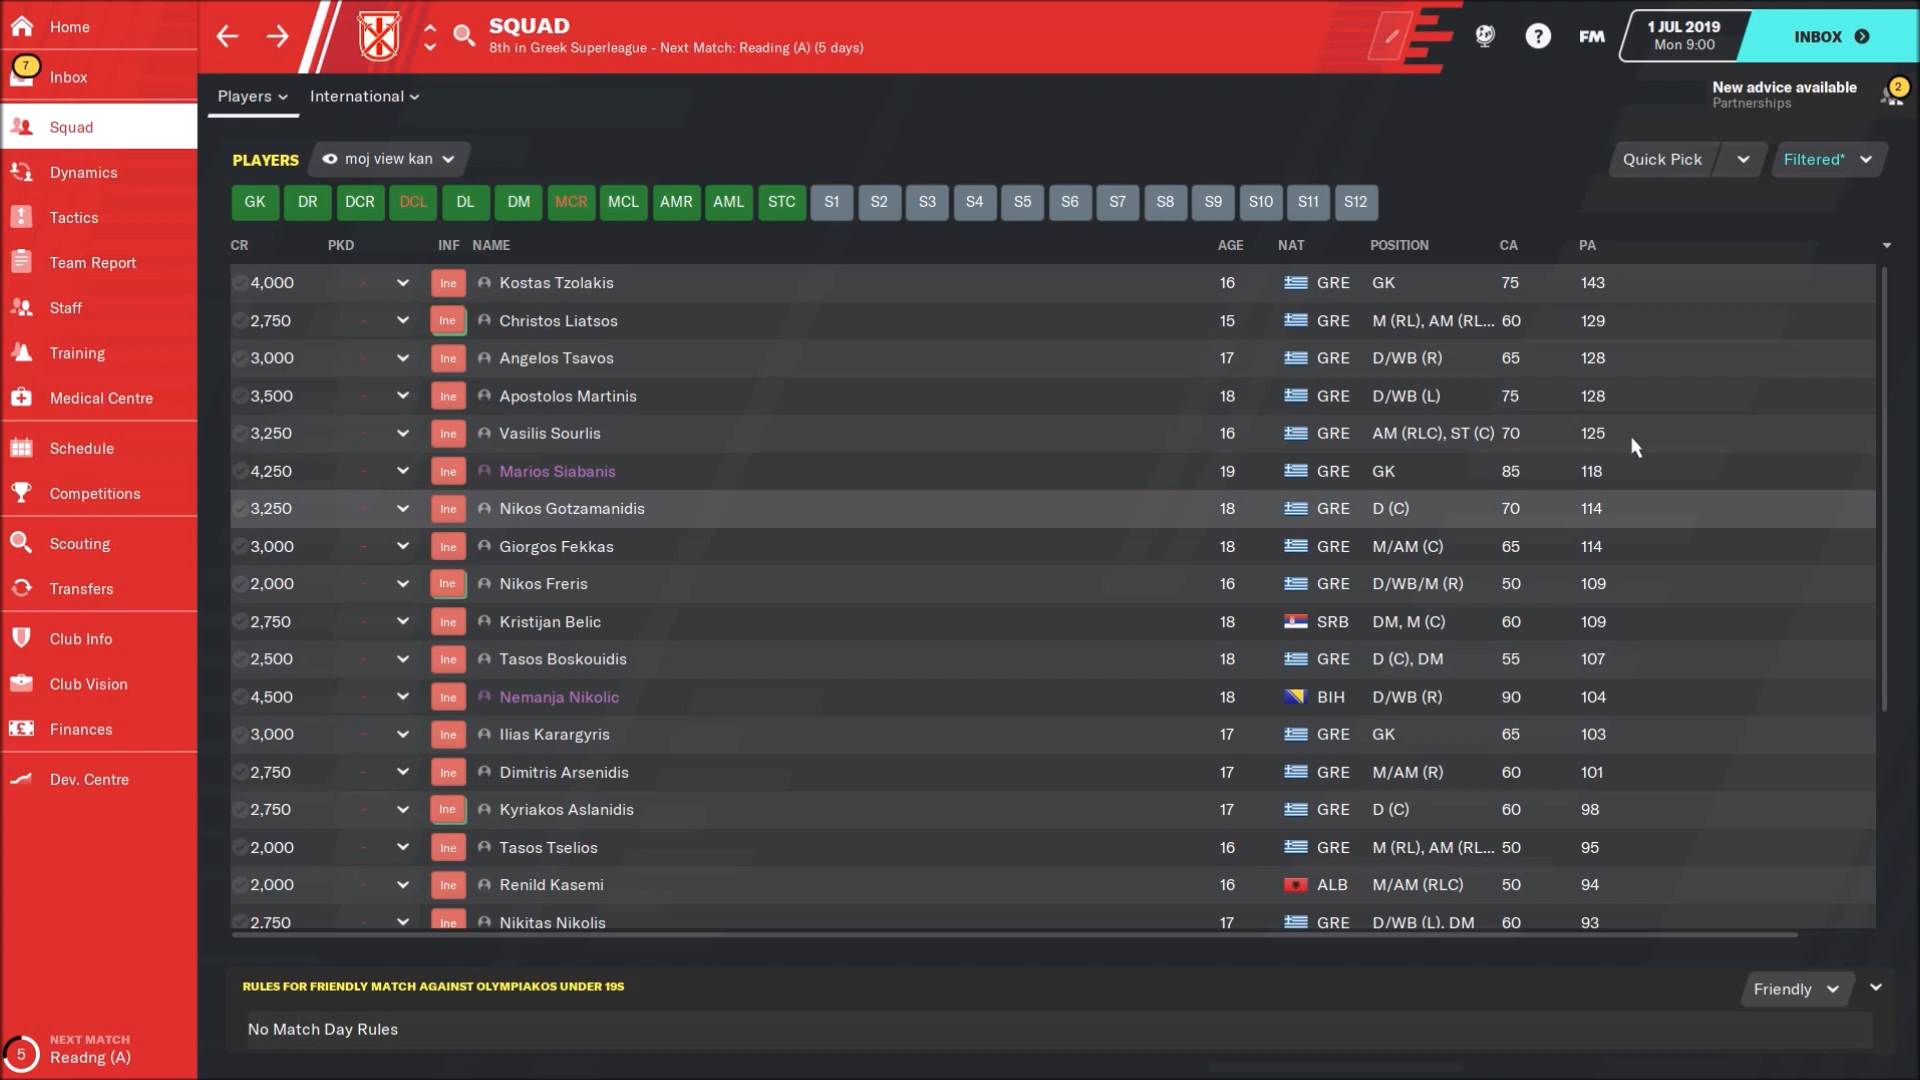 Home
7
Inbox
Squad
Dynamics
Tactics
Team Report
Staff
Training
Medical Centre
Schedule
Competitions
Scouting
Transfers
Club Info
Club Vision
Finances
Dev. Centre
5 NEXT MATCH
Readng (A)
SQUAD
8th in Greek Superleague - Next Match: Reading (A) (5 days)
? FM
1 JUL 2019
Mon 9:00
INBOX
Players International
New advice available
Partnerships
2
PLAYERS moj view kan Quick Pick Filtered*
GK DR DCR DCL DL DM MCR MCL AMR AML STC S1 S2 S3 S4 S5 S6 S7 S8 S9 S10 S11 S12
CR PKD INF NAME AGE NAT POSITION CA PA
4,000 - Ine Kostas Tzolakis 16 GRE GK 75 143
2,750 - Ine Christos Liatsos 15 GRE M (RL), AM (RL... 60 129
3,000 - Ine Angelos Tsavos 17 GRE D/WB (R) 65 128
3,500 - Ine Apostolos Martinis 18 GRE D/WB (L) 75 128
3,250 - Ine Vasilis Sourlis 16 GRE AM (RLC), ST (C) 70 125
4,250 - Ine Marios Siabanis 19 GRE GK 85 118
3,250 - Ine Nikos Gotzamanidis 18 GRE D (C) 70 114
3,000 - Ine Giorgos Fekkas 18 GRE M/AM (C) 65 114
2,000 - Ine Nikos Freris 16 GRE D/WB/M (R) 50 109
2,750 - Ine Kristijan Belic 18 SRB DM, M (C) 60 109
2,500 - Ine Tasos Boskouidis 18 GRE D (C), DM 55 107
4,500 - Ine Nemanja Nikolic 18 BIH D/WB (R) 90 104
3,000 - Ine Ilias Karargyris 17 GRE GK 65 103
2,750 - Ine Dimitris Arsenidis 17 GRE M/AM (R) 60 101
2,750 - Ine Kyriakos Aslanidis 17 GRE D (C) 60 98
2,000 - Ine Tasos Tselios 16 GRE M (RL), AM (RL... 50 95
2,000 - Ine Renild Kasemi 16 ALB M/AM (RLC) 50 94
2,750 - Ine Nikitas Nikolis 17 GRE D/WB (L), DM 60 93
RULES FOR FRIENDLY MATCH AGAINST OLYMPIAKOS UNDER 19S Friendly
No Match Day Rules